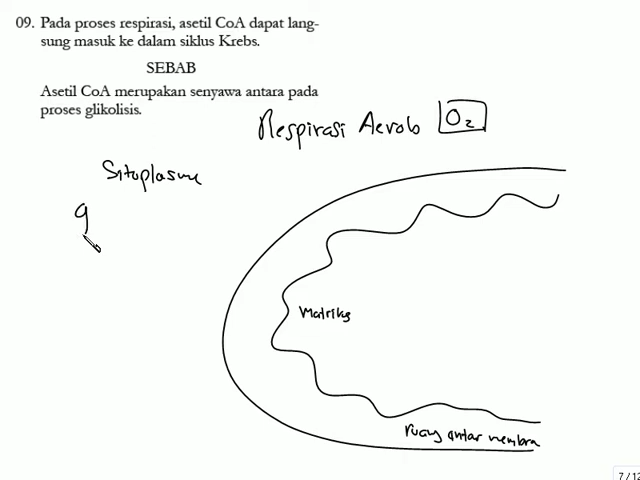 09. Pada proses respirasi, asetil CoA dapat lang-
sung masuk ke dalam siklus Krebs.
SEBAB
Asetil CoA merupakan senyawa antara pada
proses glikolisis.
Respirasi Aerob O₂
Sitoplasma
g
Matriks
ruang antar membran
7/12